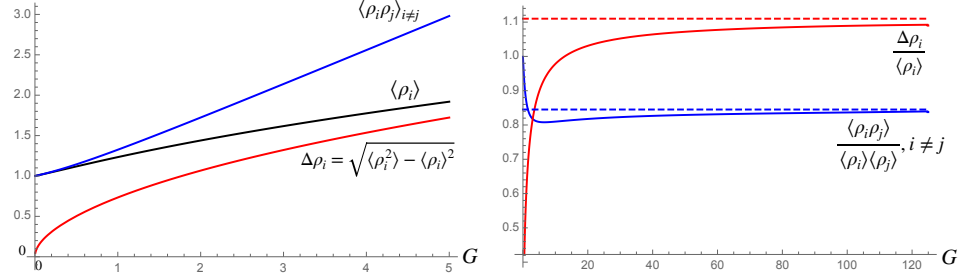 ⟨ρᵢρⱼ⟩ᵢ≠ⱼ
3.0
2.5
2.0
⟨ρᵢ⟩
1.5
Δρᵢ = √(⟨ρᵢ²⟩ − ⟨ρᵢ⟩²)
1.0
0.5
0
0 1 2 3 4 5 G
1.1
Δρᵢ
⟨ρᵢ⟩
1.0
0.9
0.8
⟨ρᵢρⱼ⟩
⟨ρᵢ⟩⟨ρⱼ⟩ , i ≠ j
0.7
0.6
0.5
0 20 40 60 80 100 120 G